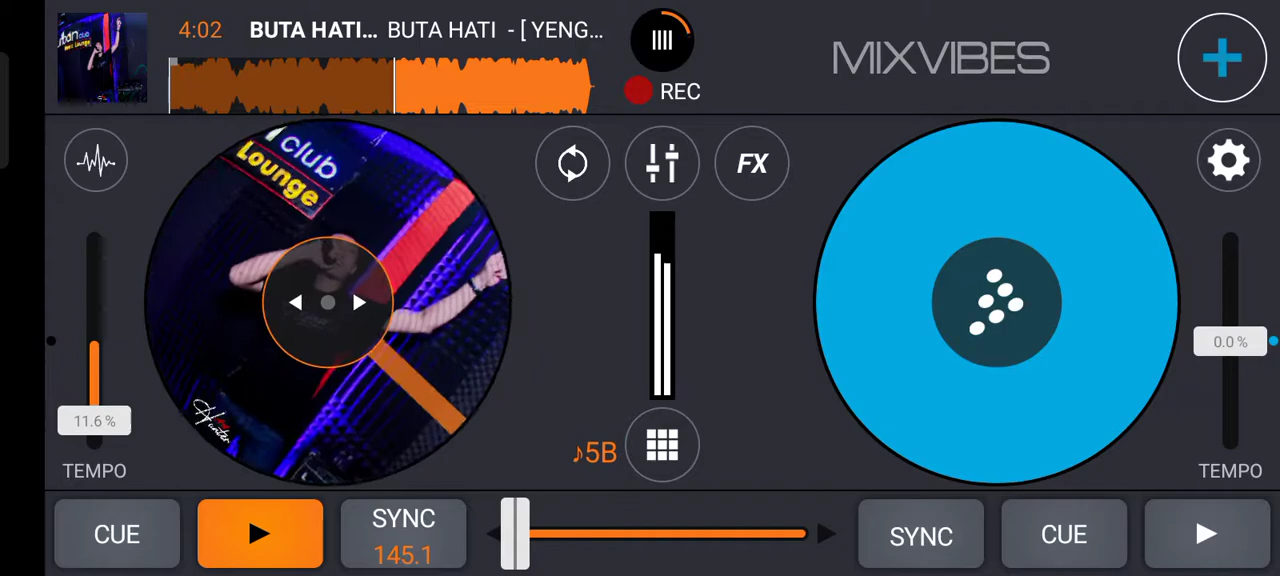 4:02
BUTA HATI... BUTA HATI - [ YENG...
REC
MIXVIBES
club
Lounge
FX
11.6 %
TEMPO
♪5B
0.0 %
TEMPO
CUE
SYNC
145.1
SYNC
CUE